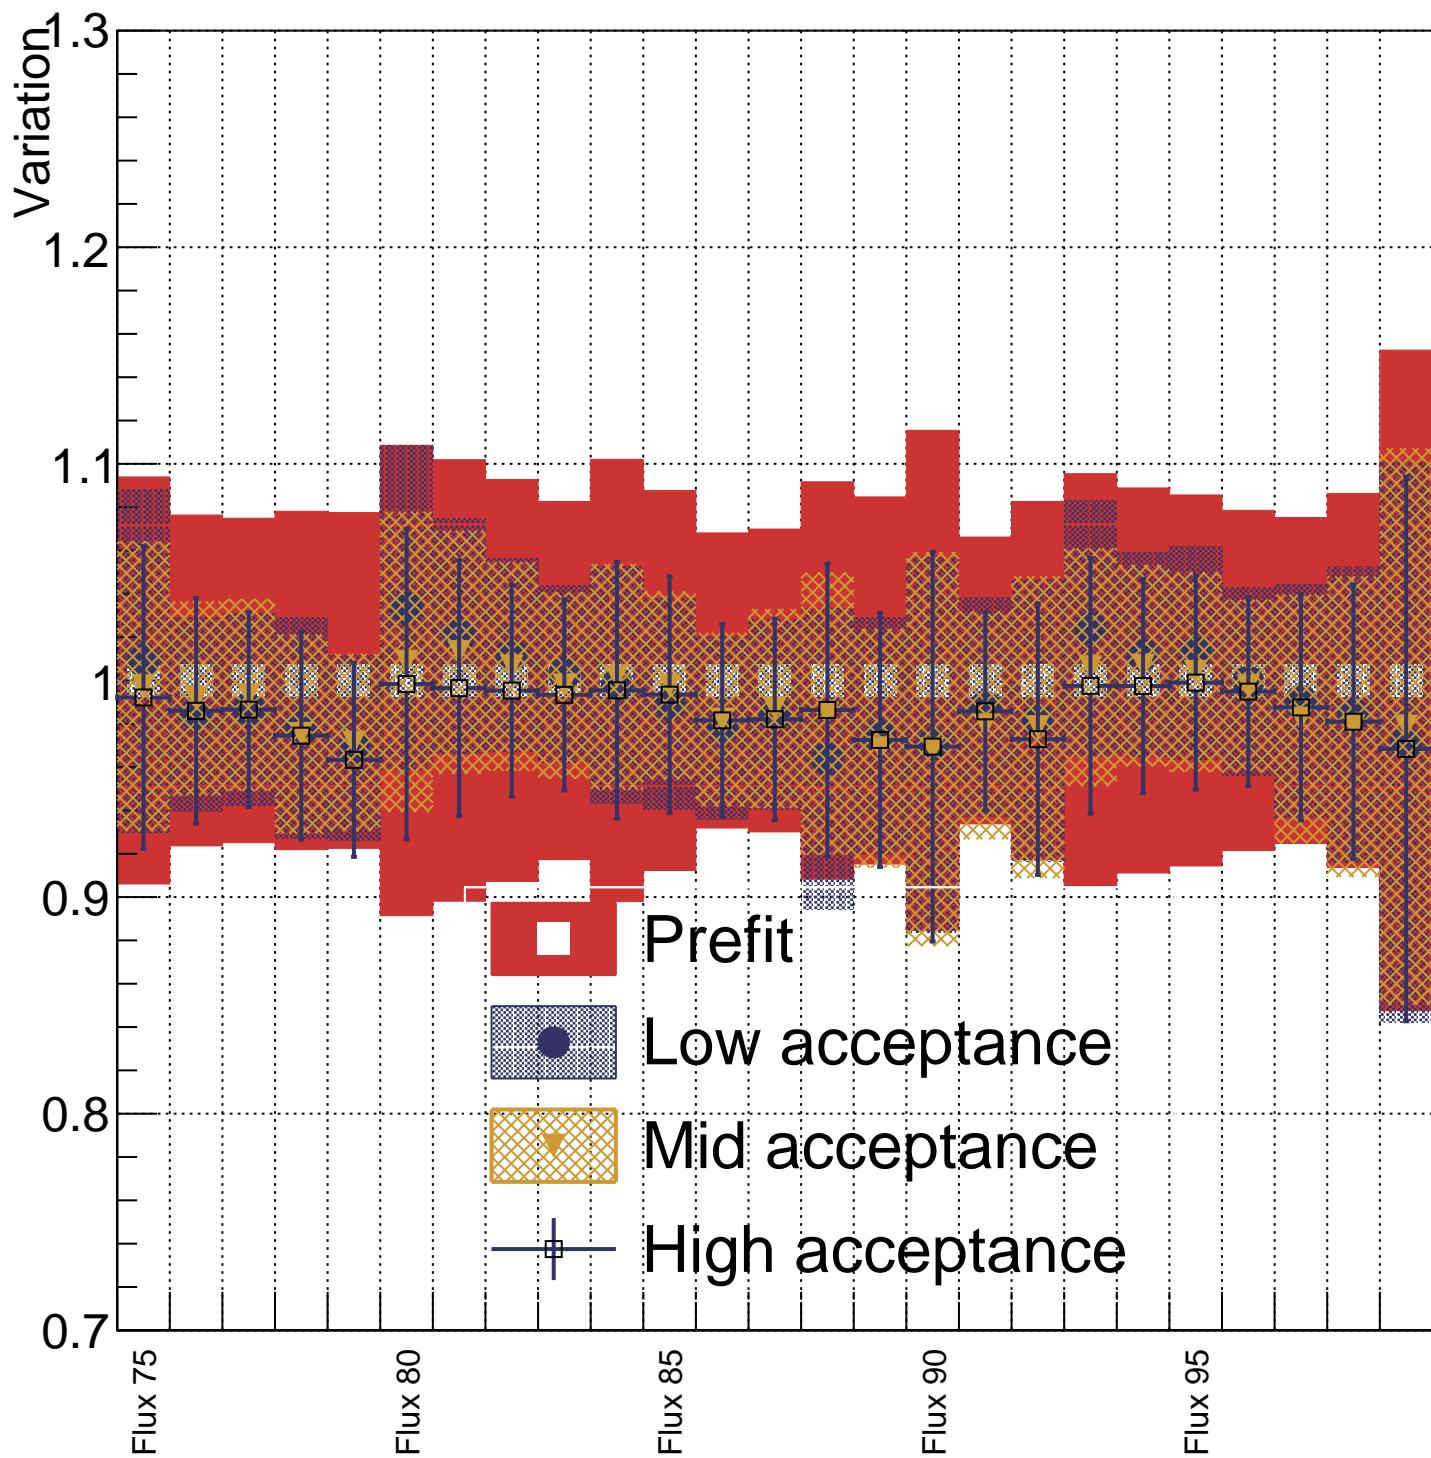 Variation
1.3
1.2
1.1
1
0.9
0.8
0.7
Prefit
Low acceptance
Mid acceptance
High acceptance
Flux 75
Flux 80
Flux 85
Flux 90
Flux 95